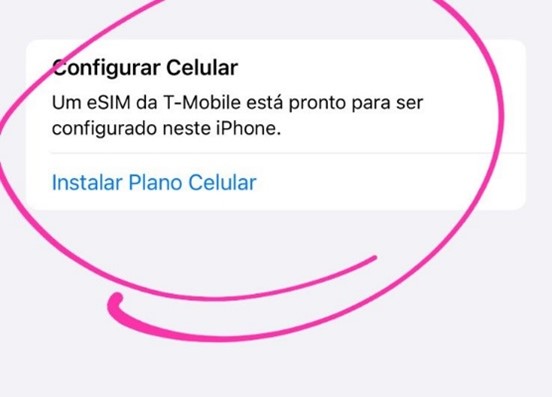 Configurar Celular
Um eSIM da T-Mobile está pronto para ser
configurado neste iPhone.
Instalar Plano Celular